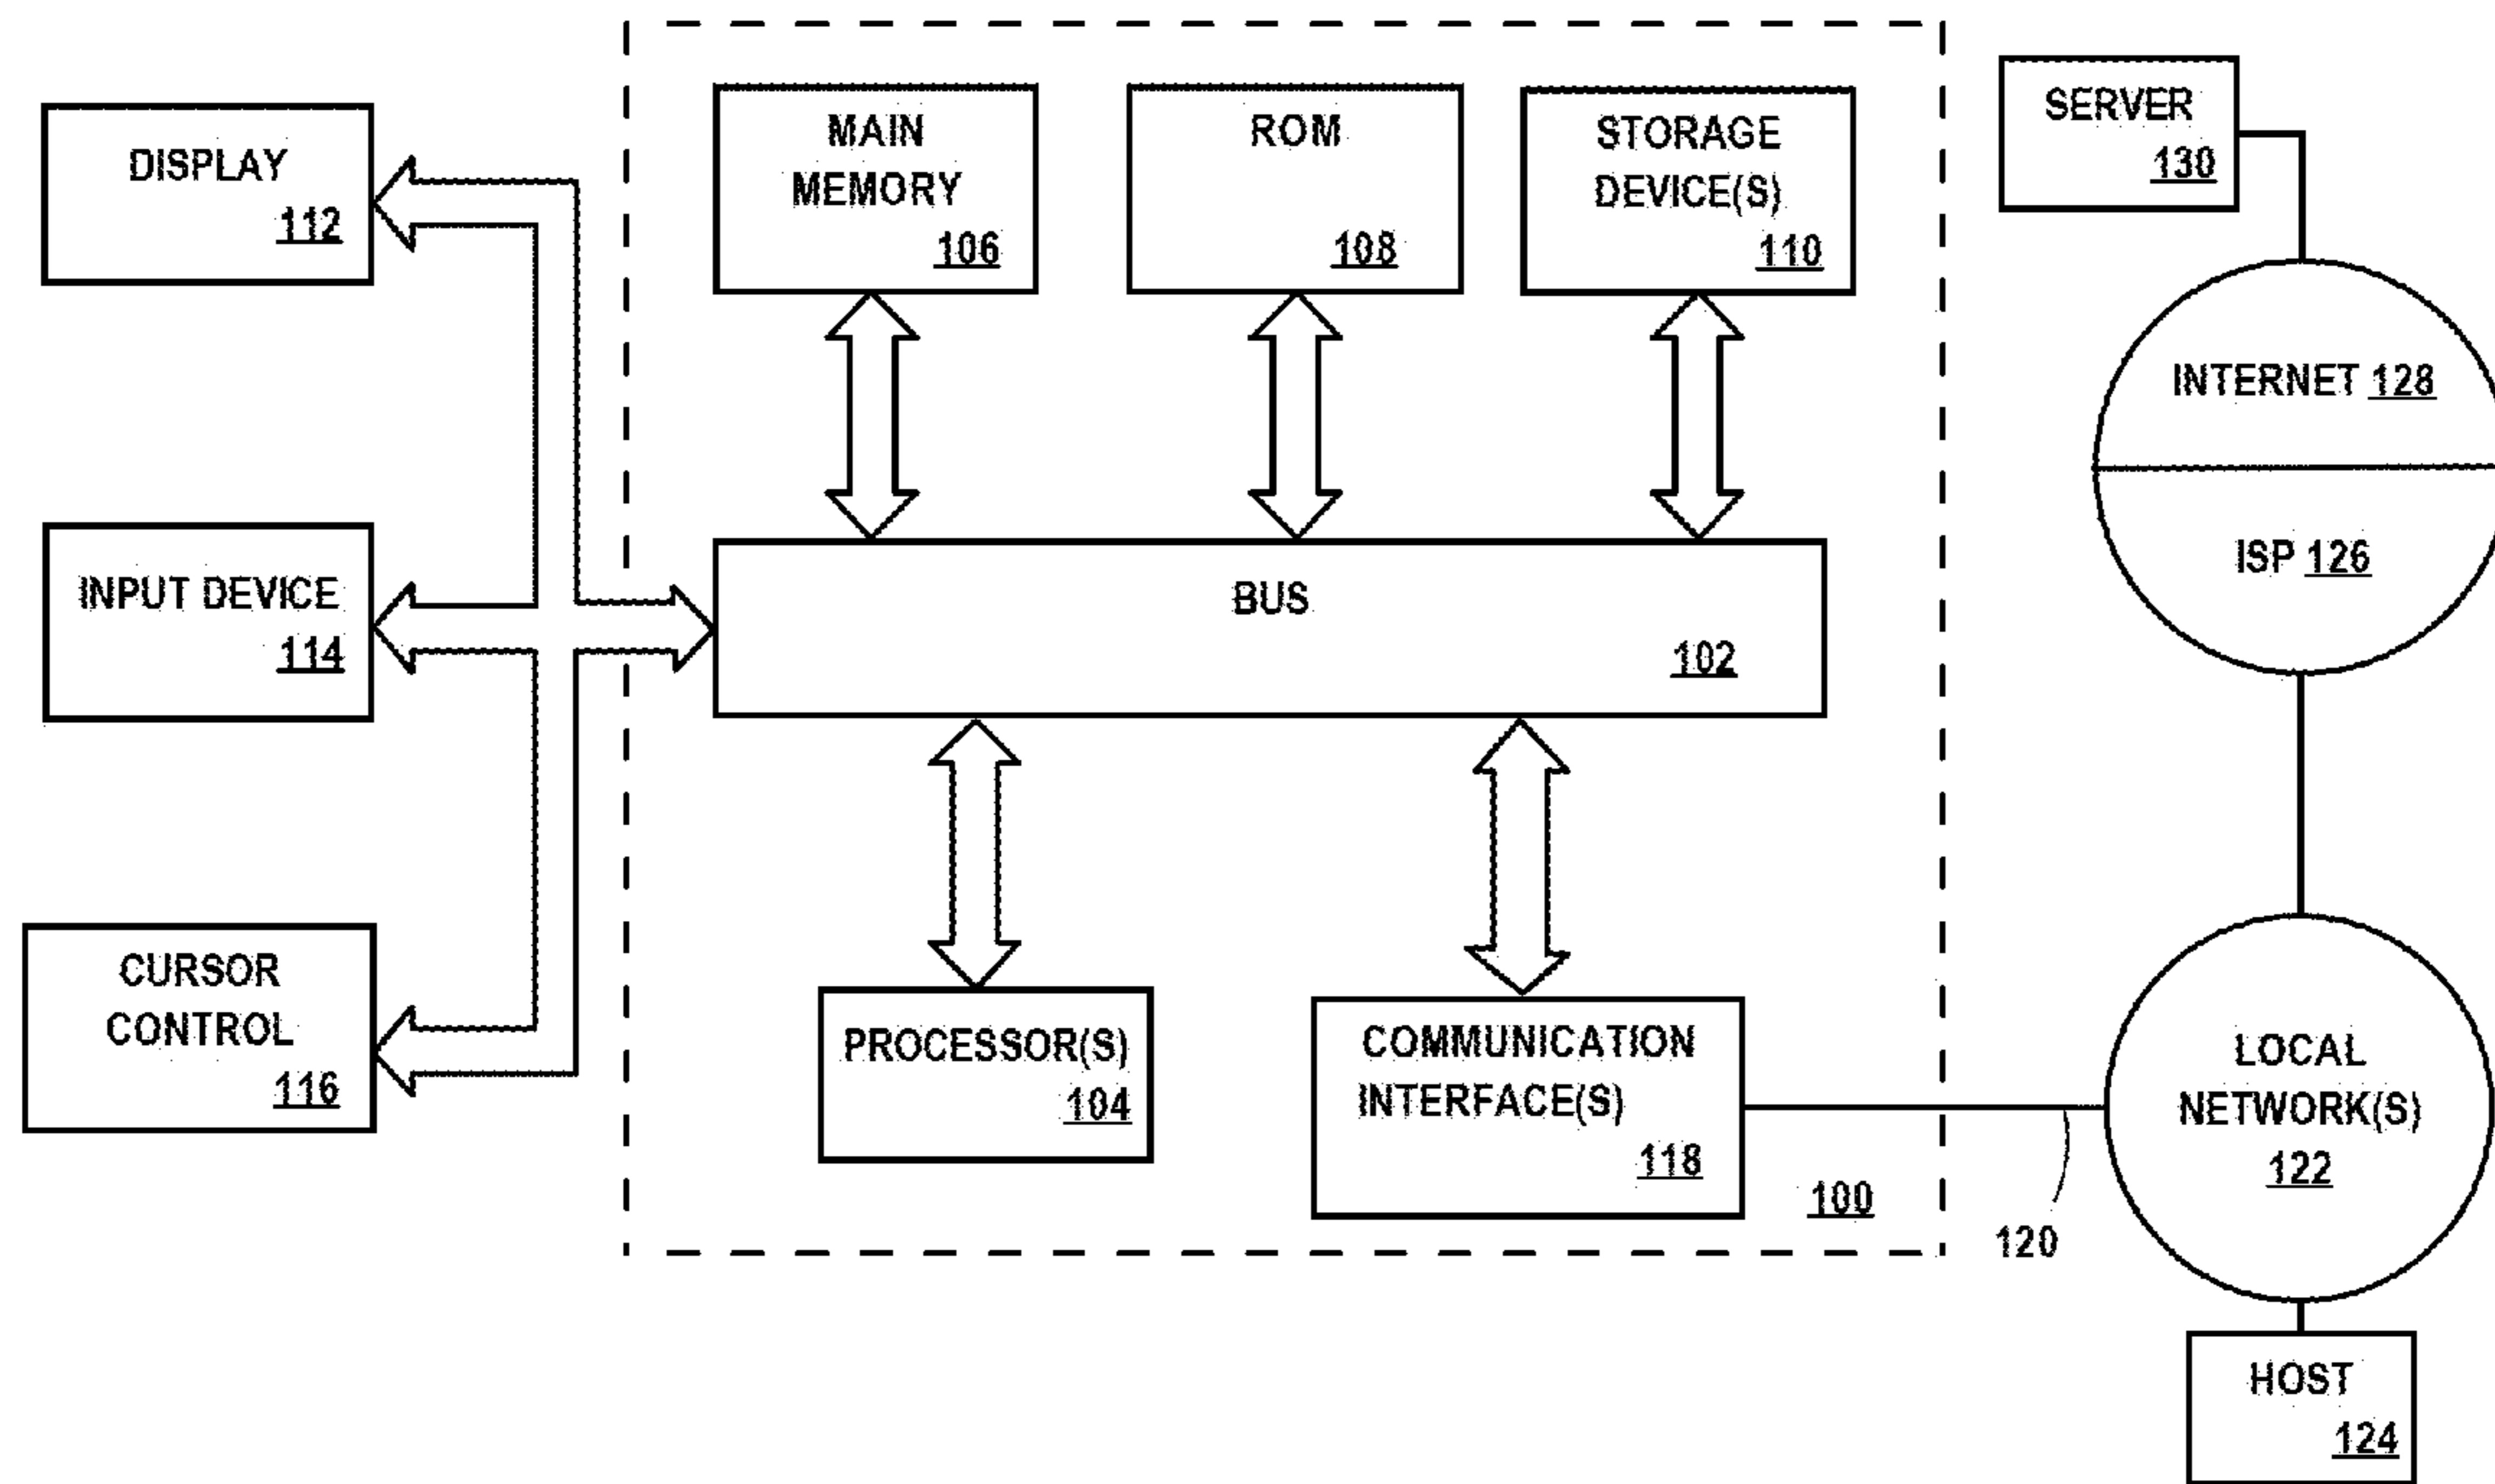 DISPLAY
112
INPUT DEVICE
114
CURSOR
CONTROL
116
MAIN
MEMORY
106
ROM
108
STORAGE
DEVICE(S)
110
BUS
102
PROCESSOR(S)
104
COMMUNICATION
INTERFACE(S)
118
100
120
SERVER
130
INTERNET 128
ISP 126
LOCAL
NETWORK(S)
122
HOST
124